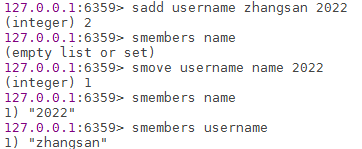 127.0.0.1:6359> sadd username zhangsan 2022
(integer) 2
127.0.0.1:6359> smembers name
(empty list or set)
127.0.0.1:6359> smove username name 2022
(integer) 1
127.0.0.1:6359> smembers name
1) "2022"
127.0.0.1:6359> smembers username
1) "zhangsan"